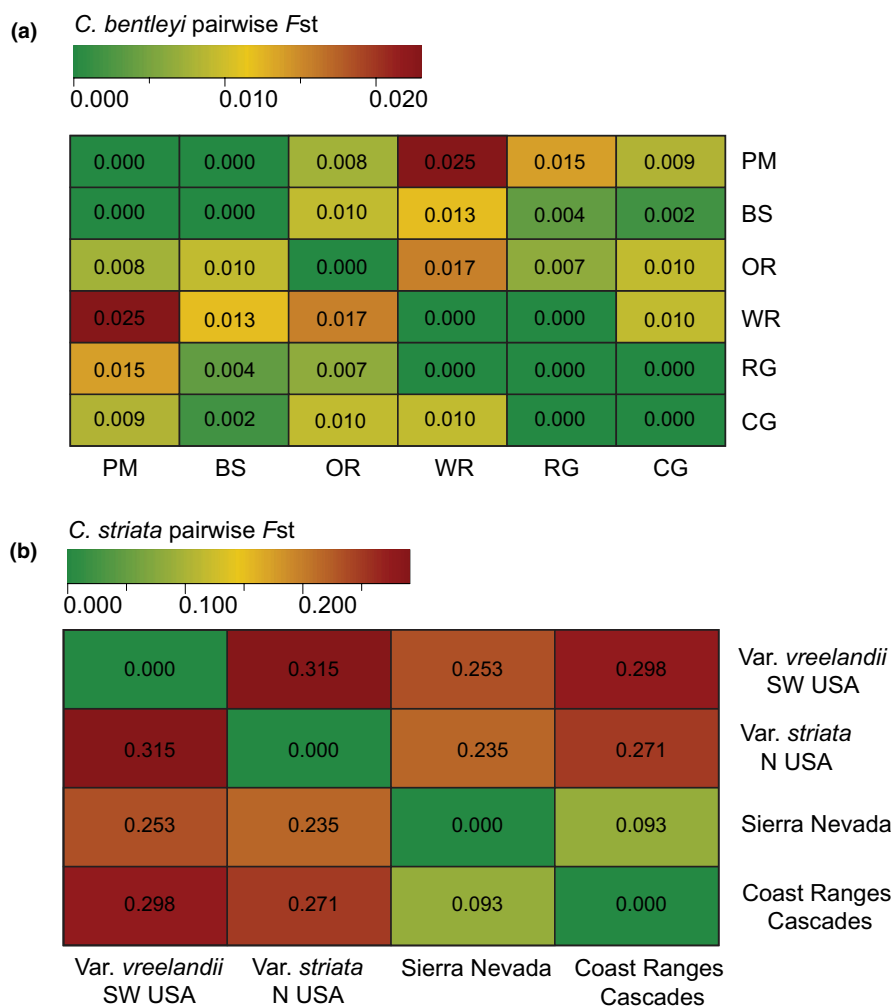 (a)
C. bentleyi pairwise Fst
0.000 0.010 0.020
0.000 0.000 0.008 0.025 0.015 0.009 PM
0.000 0.000 0.010 0.013 0.004 0.002 BS
0.008 0.010 0.000 0.017 0.007 0.010 OR
0.025 0.013 0.017 0.000 0.000 0.010 WR
0.015 0.004 0.007 0.000 0.000 0.000 RG
0.009 0.002 0.010 0.010 0.000 0.000 CG
PM BS OR WR RG CG
(b)
C. striata pairwise Fst
0.000 0.100 0.200
0.000 0.315 0.253 0.298 Var. vreelandii
SW USA
0.315 0.000 0.235 0.271 Var. striata
N USA
0.253 0.235 0.000 0.093 Sierra Nevada
0.298 0.271 0.093 0.000 Coast Ranges
Cascades
Var. vreelandii Var. striata Sierra Nevada Coast Ranges
SW USA N USA Cascades